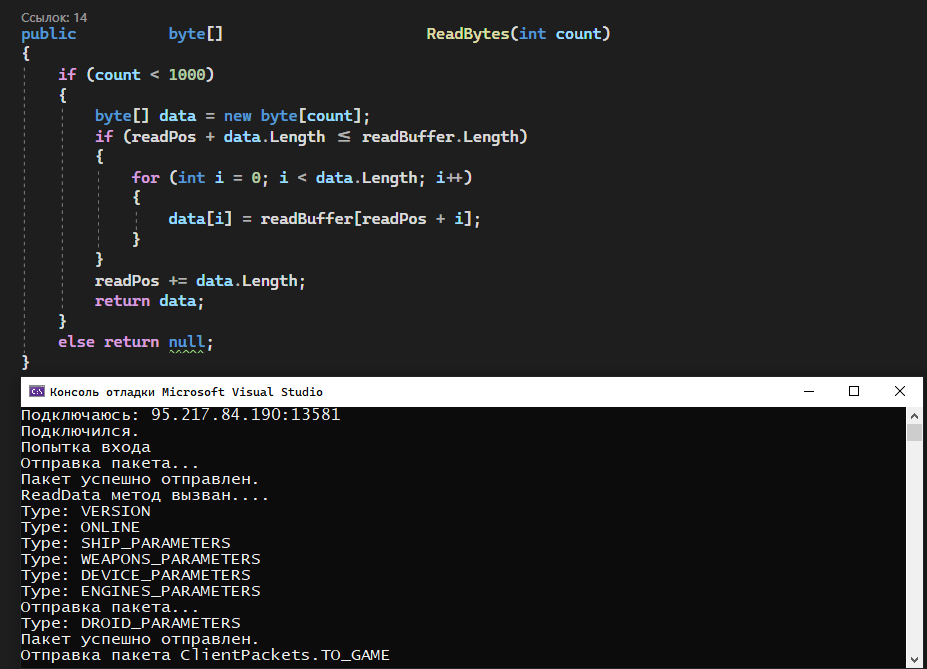 Ссылок: 14
public byte[] ReadBytes(int count)
{
if (count < 1000)
{
byte[] data = new byte[count];
if (readPos + data.Length ≤ readBuffer.Length)
{
for (int i = 0; i < data.Length; i++)
{
data[i] = readBuffer[readPos + i];
}
}
readPos += data.Length;
return data;
}
else return null;
}
Консоль отладки Microsoft Visual Studio
Подключаюсь: 95.217.84.190:13581
Подключился.
Попытка входа
Отправка пакета...
Пакет успешно отправлен.
ReadData метод вызван....
Type: VERSION
Type: ONLINE
Type: SHIP_PARAMETERS
Type: WEAPONS_PARAMETERS
Type: DEVICE_PARAMETERS
Type: ENGINES_PARAMETERS
Отправка пакета...
Type: DROID_PARAMETERS
Пакет успешно отправлен.
Отправка пакета ClientPackets.TO_GAME